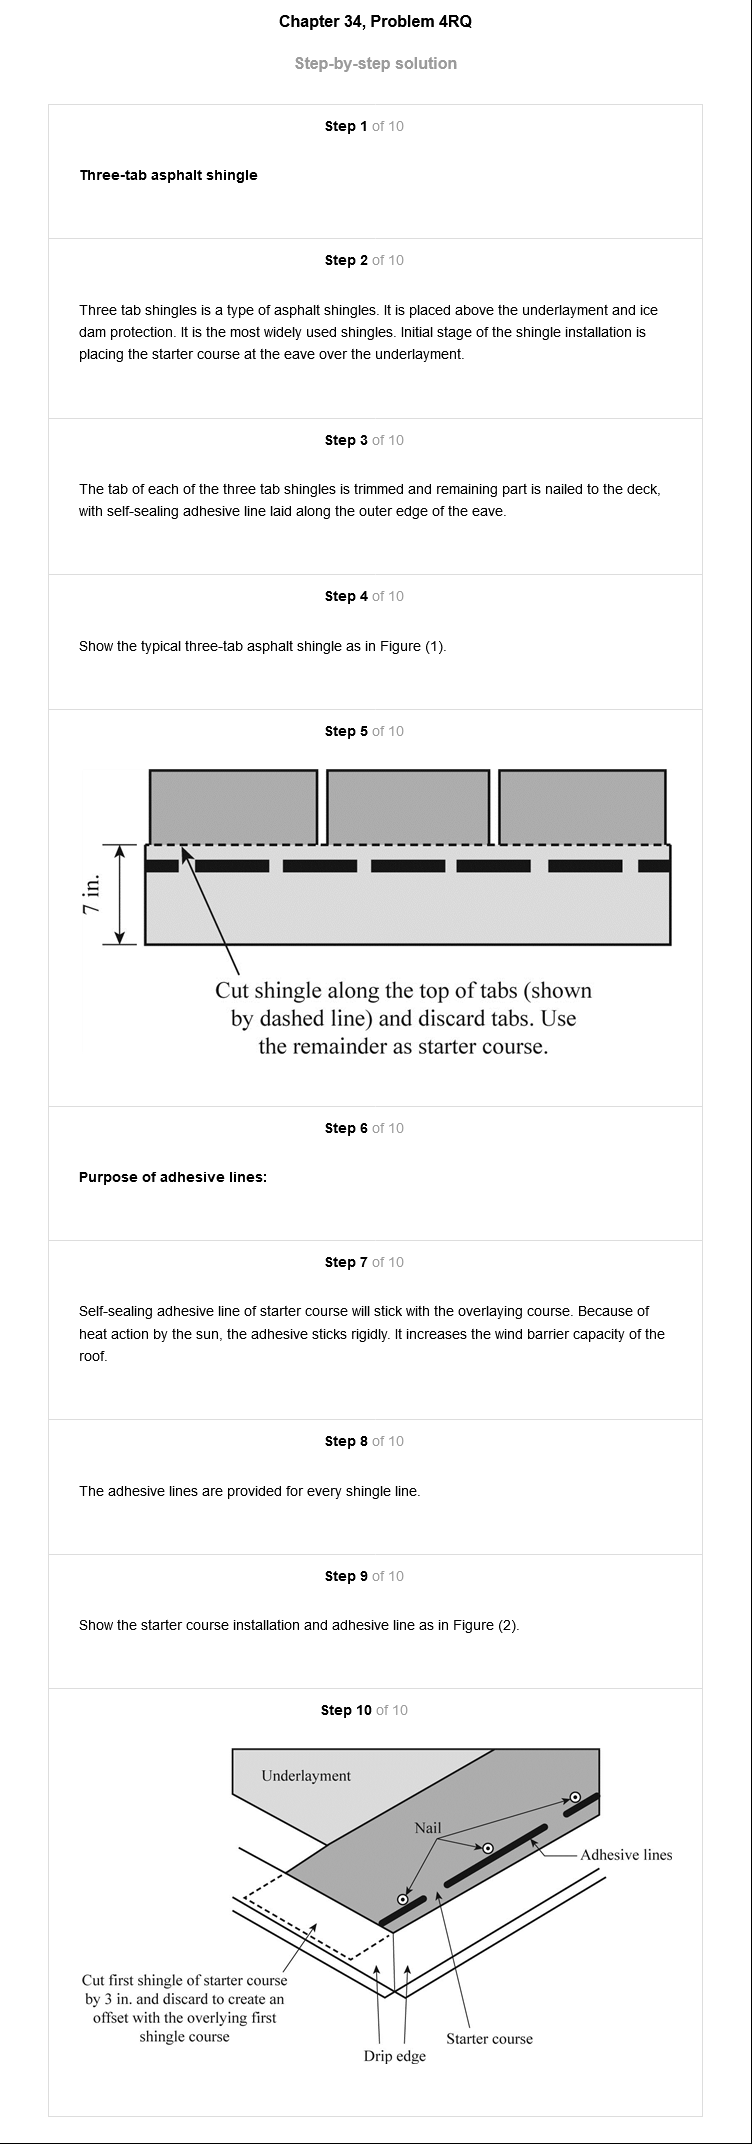 Chapter 34, Problem 4RQ
Step-by-step solution
Step 1 of 10
Three-tab asphalt shingle
Step 2 of 10
Three tab shingles is a type of asphalt shingles. It is placed above the underlayment and ice
dam protection. It is the most widely used shingles. Initial stage of the shingle installation is
placing the starter course at the eave over the underlayment.
Step 3 of 10
The tab of each of the three tab shingles is trimmed and remaining part is nailed to the deck,
with self-sealing adhesive line laid along the outer edge of the eave.
Step 4 of 10
Show the typical three-tab asphalt shingle as in Figure (1).
Step 5 of 10
7 in.
Cut shingle along the top of tabs (shown
by dashed line) and discard tabs. Use
the remainder as starter course.
Step 6 of 10
Purpose of adhesive lines:
Step 7 of 10
Self-sealing adhesive line of starter course will stick with the overlaying course. Because of
heat action by the sun, the adhesive sticks rigidly. It increases the wind barrier capacity of the
roof.
Step 8 of 10
The adhesive lines are provided for every shingle line.
Step 9 of 10
Show the starter course installation and adhesive line as in Figure (2).
Step 10 of 10
Underlayment
Nail
Adhesive lines
Cut first shingle of starter course
by 3 in. and discard to create an
offset with the overlying first
shingle course
Starter course
Drip edge